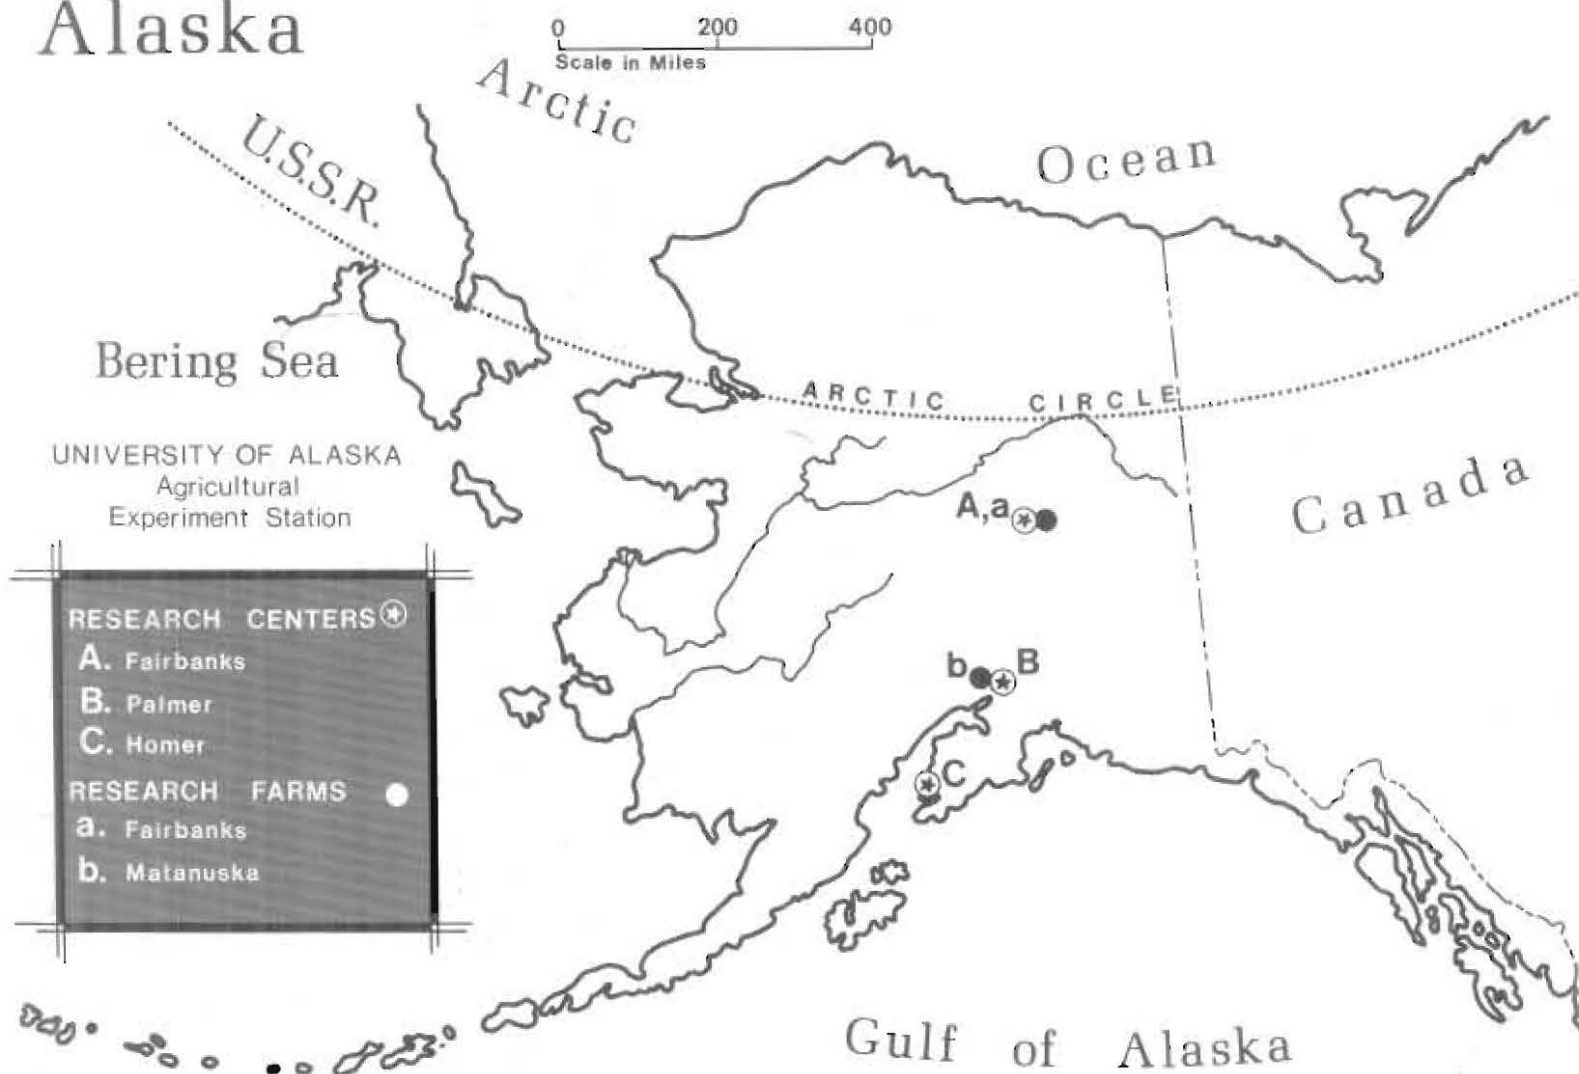 Alaska
0 200 400
Scale in Miles
Arctic
Ocean
U.S.S.R.
Bering Sea
ARCTIC CIRCLE
Canada
UNIVERSITY OF ALASKA
Agricultural
Experiment Station
A,a
b B
C
RESEARCH CENTERS
A. Fairbanks
B. Palmer
C. Homer
RESEARCH FARMS
a. Fairbanks
b. Matanuska
Gulf of Alaska